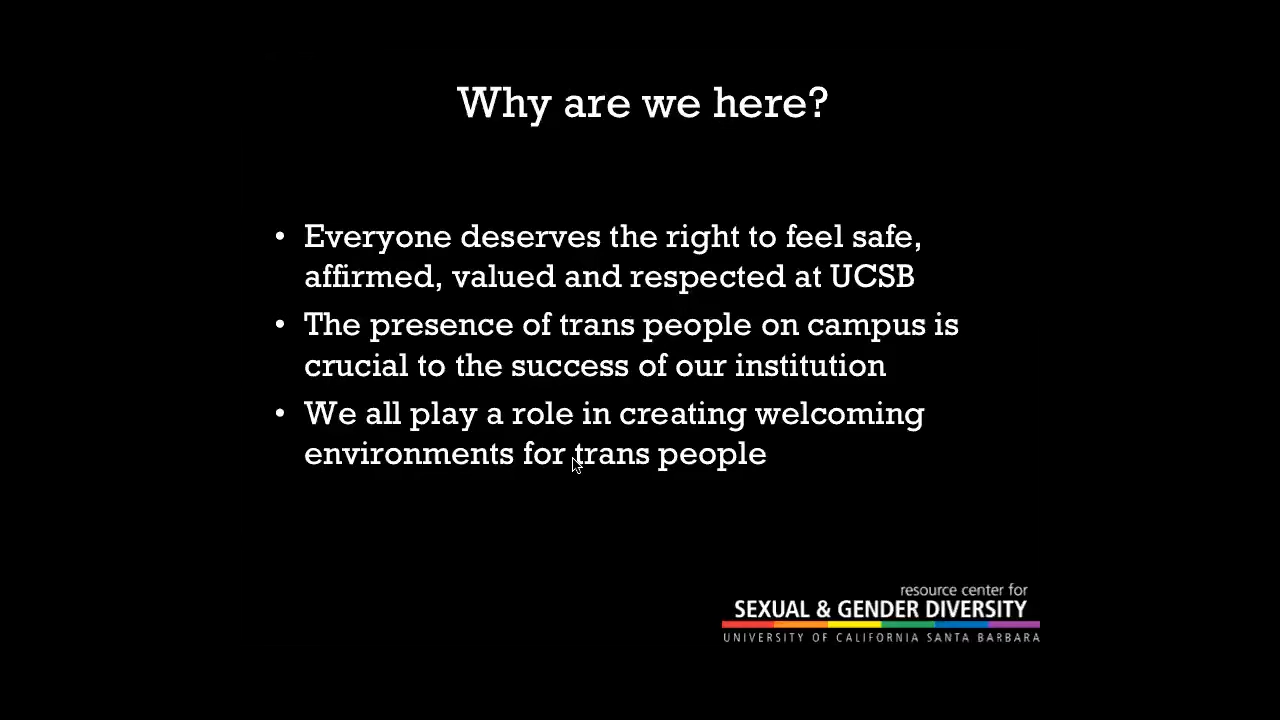 Why are we here?
• Everyone deserves the right to feel safe,
affirmed, valued and respected at UCSB
• The presence of trans people on campus is
crucial to the success of our institution
• We all play a role in creating welcoming
environments for trans people
resource center for
SEXUAL & GENDER DIVERSITY
UNIVERSITY OF CALIFORNIA SANTA BARBARA